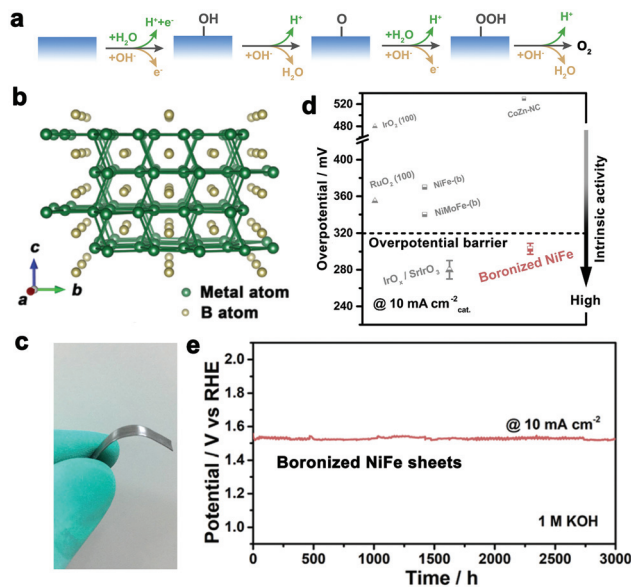 a
OH
O
OOH
+H₂O
H⁺+e⁻
+OH⁻
e⁻
H⁺
+OH⁻
H₂O
+H₂O
H⁺
+OH⁻
e⁻
H⁺
+OH⁻
H₂O
O₂
b
c
a
b
Metal atom
B atom
c
d
Overpotential / mV
520
480
400
360
320
280
240
IrO₂ (100)
CoZn-NC
RuO₂ (100)
NiFe-(b)
NiMoFe-(b)
Overpotential barrier
IrOₓ / SrIrO₃
Boronized NiFe
@ 10 mA cm⁻²cat.
Intrinsic activity
High
e
Potential / V vs RHE
2.0
1.8
1.6
1.4
1.2
1.0
@ 10 mA cm⁻²
Boronized NiFe sheets
1 M KOH
0 500 1000 1500 2000 2500 3000
Time / h